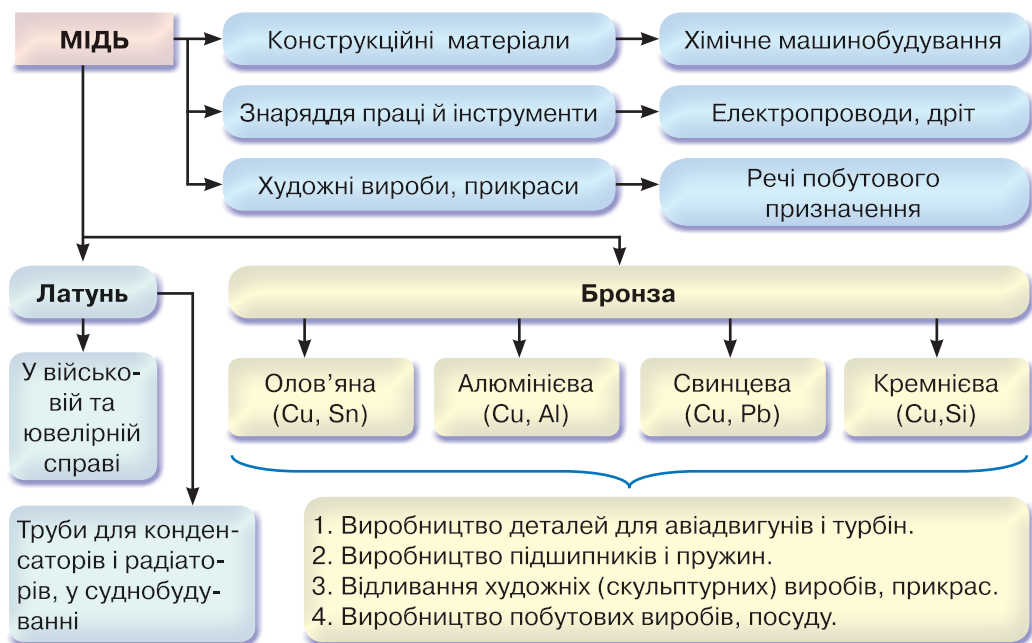 МІДЬ
Конструкційні матеріали
Хімічне машинобудування
Знаряддя праці й інструменти
Електропроводи, дріт
Художні вироби, прикраси
Речі побутового
призначення
Латунь
Бронза
У військо-
вій та
ювелірній
справі
Олов’яна
(Cu, Sn)
Алюмінієва
(Cu, Al)
Свинцева
(Cu, Pb)
Кремнієва
(Cu,Si)
Труби для конден-
саторів і радіато-
рів, у суднобуду-
ванні
1. Виробництво деталей для авіадвигунів і турбін.
2. Виробництво підшипників і пружин.
3. Відливання художніх (скульптурних) виробів, прикрас.
4. Виробництво побутових виробів, посуду.